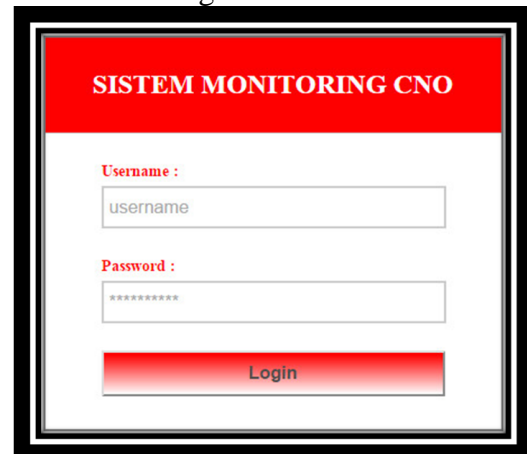 SISTEM MONITORING CNO
Username :
username
Password :
**********
Login